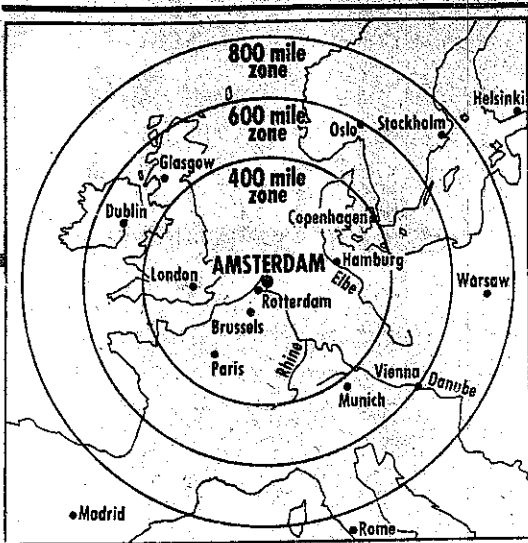 800 mile
zone
Helsinki
600 mile
zone
Oslo
Stockholm
Glasgow
400 mile
zone
Dublin
Copenhagen
AMSTERDAM
Hamburg
London
Elbe
Warsaw
Rotterdam
Brussels
Paris
Rhine
Vienna
Danube
Munich
Madrid
Rome